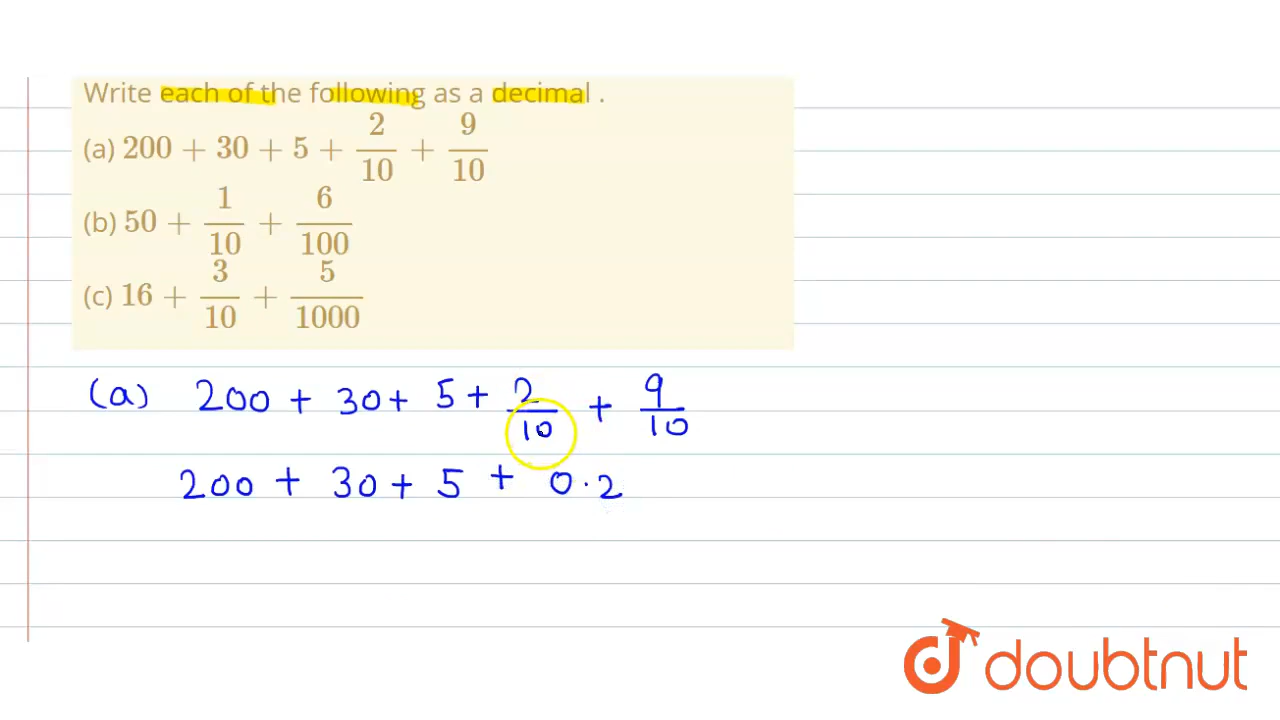 Write each of the following as a decimal .
(a) 200 + 30 + 5 + 2/10 + 9/10
(b) 50 + 1/10 + 6/100
(c) 16 + 3/10 + 5/1000
(a) 200 + 30 + 5 + 2/10 + 9/10
200 + 30 + 5 + 0.2
doubtnut